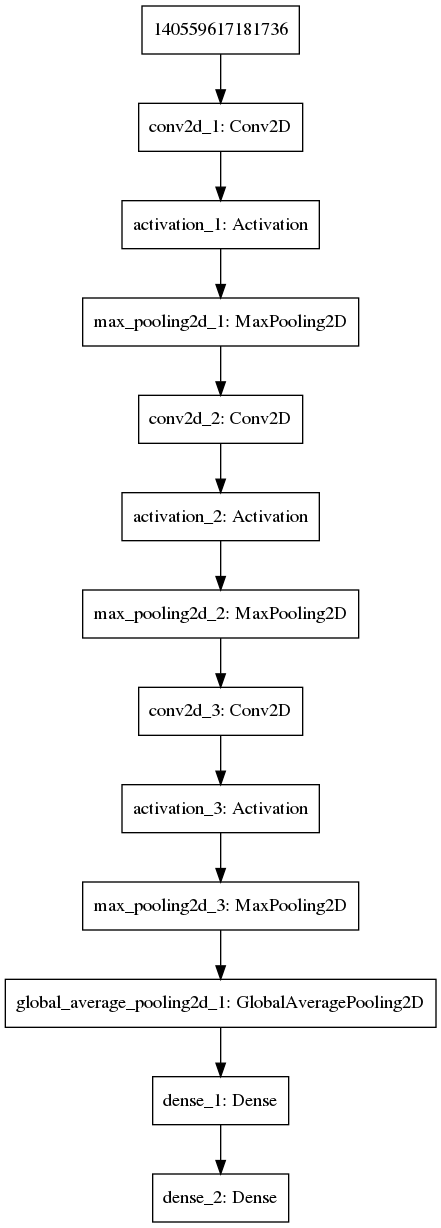 140559617181736
conv2d_1: Conv2D
activation_1: Activation
max_pooling2d_1: MaxPooling2D
conv2d_2: Conv2D
activation_2: Activation
max_pooling2d_2: MaxPooling2D
conv2d_3: Conv2D
activation_3: Activation
max_pooling2d_3: MaxPooling2D
global_average_pooling2d_1: GlobalAveragePooling2D
dense_1: Dense
dense_2: Dense